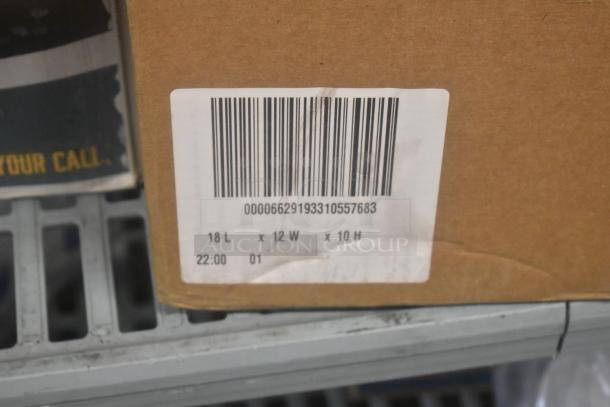 YOUR CALL.
00006629193310557683
18 L x 12 W x 10 H
AUCTION GROUP
22:00 01